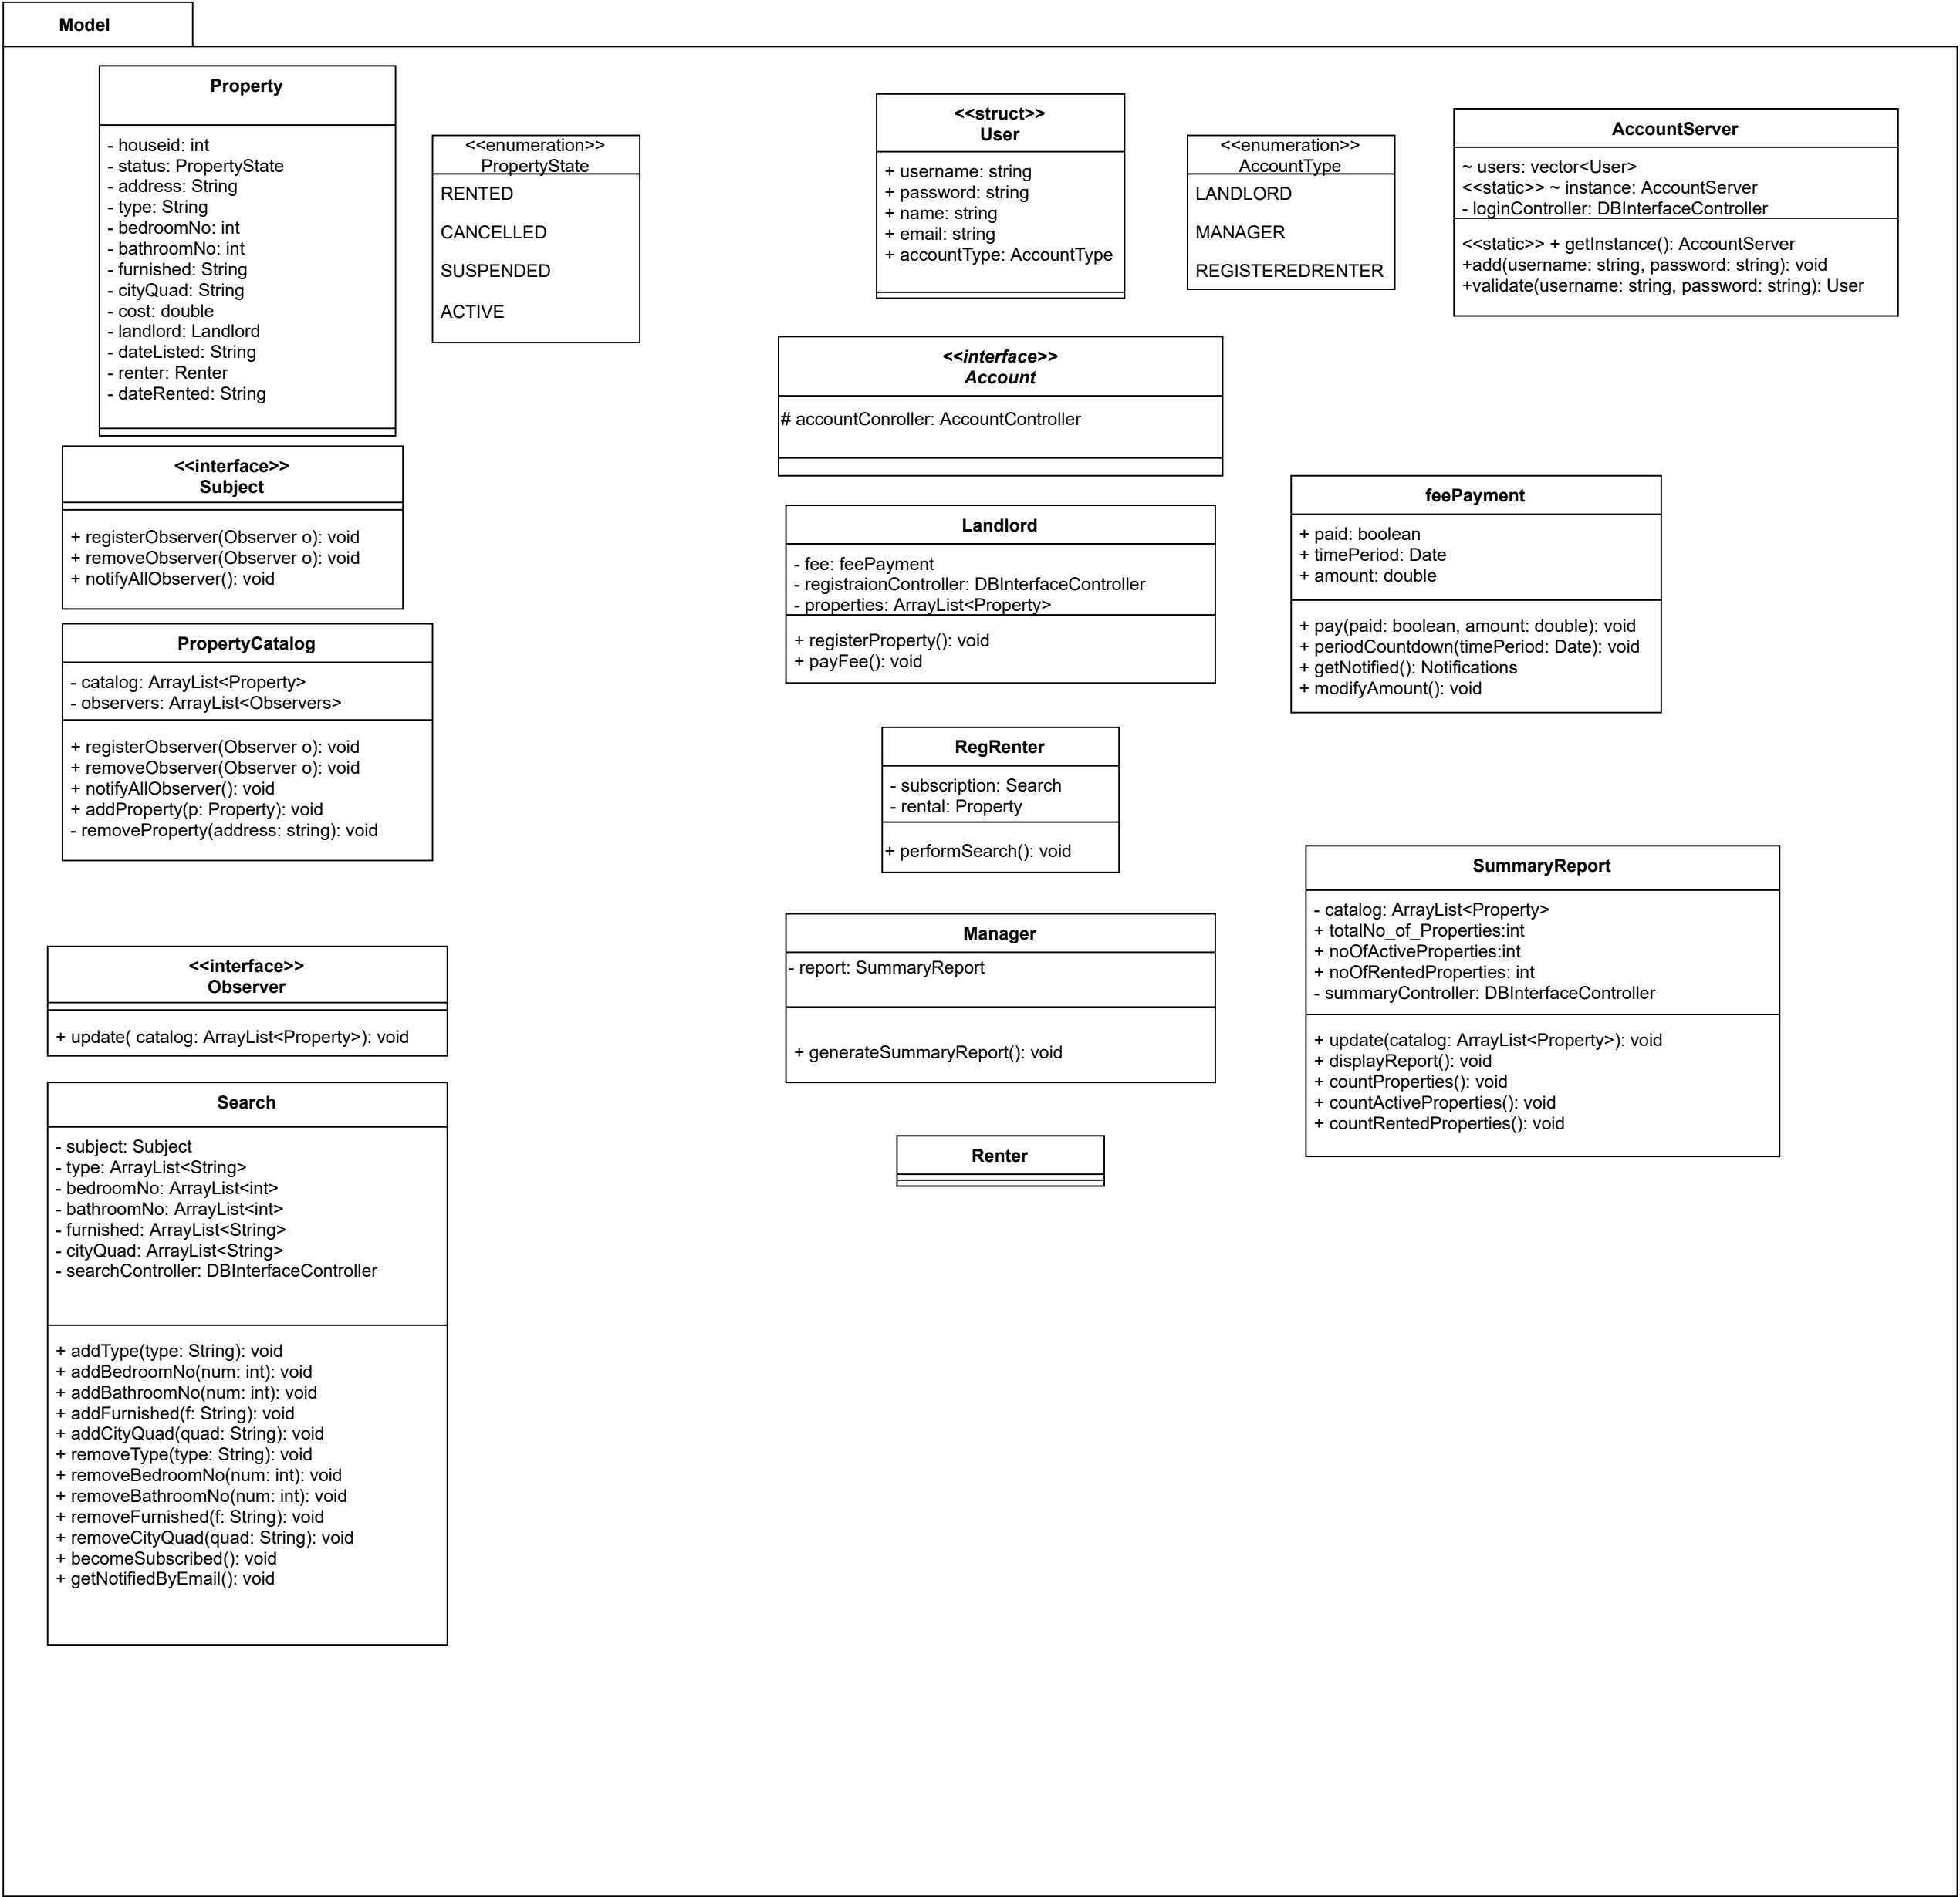 Model
Property
- houseid: int
- status: PropertyState
- address: String
- type: String
- bedroomNo: int
- bathroomNo: int
- furnished: String
- cityQuad: String
- cost: double
- landlord: Landlord
- dateListed: String
- renter: Renter
- dateRented: String
<<enumeration>>
PropertyState
RENTED
CANCELLED
SUSPENDED
ACTIVE
<<struct>>
User
+ username: string
+ password: string
+ name: string
+ email: string
+ accountType: AccountType
<<enumeration>>
AccountType
LANDLORD
MANAGER
REGISTEREDRENTER
AccountServer
~ users: vector<User>
<<static>> ~ instance: AccountServer
- loginController: DBInterfaceController
<<static>> + getInstance(): AccountServer
+add(username: string, password: string): void
+validate(username: string, password: string): User
<<interface>>
Account
# accountConroller: AccountController
<<interface>>
Subject
+ registerObserver(Observer o): void
+ removeObserver(Observer o): void
+ notifyAllObserver(): void
Landlord
- fee: feePayment
- registraionController: DBInterfaceController
- properties: ArrayList<Property>
+ registerProperty(): void
+ payFee(): void
feePayment
+ paid: boolean
+ timePeriod: Date
+ amount: double
+ pay(paid: boolean, amount: double): void
+ periodCountdown(timePeriod: Date): void
+ getNotified(): Notifications
+ modifyAmount(): void
PropertyCatalog
- catalog: ArrayList<Property>
- observers: ArrayList<Observers>
+ registerObserver(Observer o): void
+ removeObserver(Observer o): void
+ notifyAllObserver(): void
+ addProperty(p: Property): void
- removeProperty(address: string): void
RegRenter
- subscription: Search
- rental: Property
+ performSearch(): void
SummaryReport
- catalog: ArrayList<Property>
+ totalNo_of_Properties:int
+ noOfActiveProperties:int
+ noOfRentedProperties: int
- summaryController: DBInterfaceController
+ update(catalog: ArrayList<Property>): void
+ displayReport(): void
+ countProperties(): void
+ countActiveProperties(): void
+ countRentedProperties(): void
Manager
- report: SummaryReport
+ generateSummaryReport(): void
<<interface>>
Observer
+ update( catalog: ArrayList<Property>): void
Renter
Search
- subject: Subject
- type: ArrayList<String>
- bedroomNo: ArrayList<int>
- bathroomNo: ArrayList<int>
- furnished: ArrayList<String>
- cityQuad: ArrayList<String>
- searchController: DBInterfaceController
+ addType(type: String): void
+ addBedroomNo(num: int): void
+ addBathroomNo(num: int): void
+ addFurnished(f: String): void
+ addCityQuad(quad: String): void
+ removeType(type: String): void
+ removeBedroomNo(num: int): void
+ removeBathroomNo(num: int): void
+ removeFurnished(f: String): void
+ removeCityQuad(quad: String): void
+ becomeSubscribed(): void
+ getNotifiedByEmail(): void